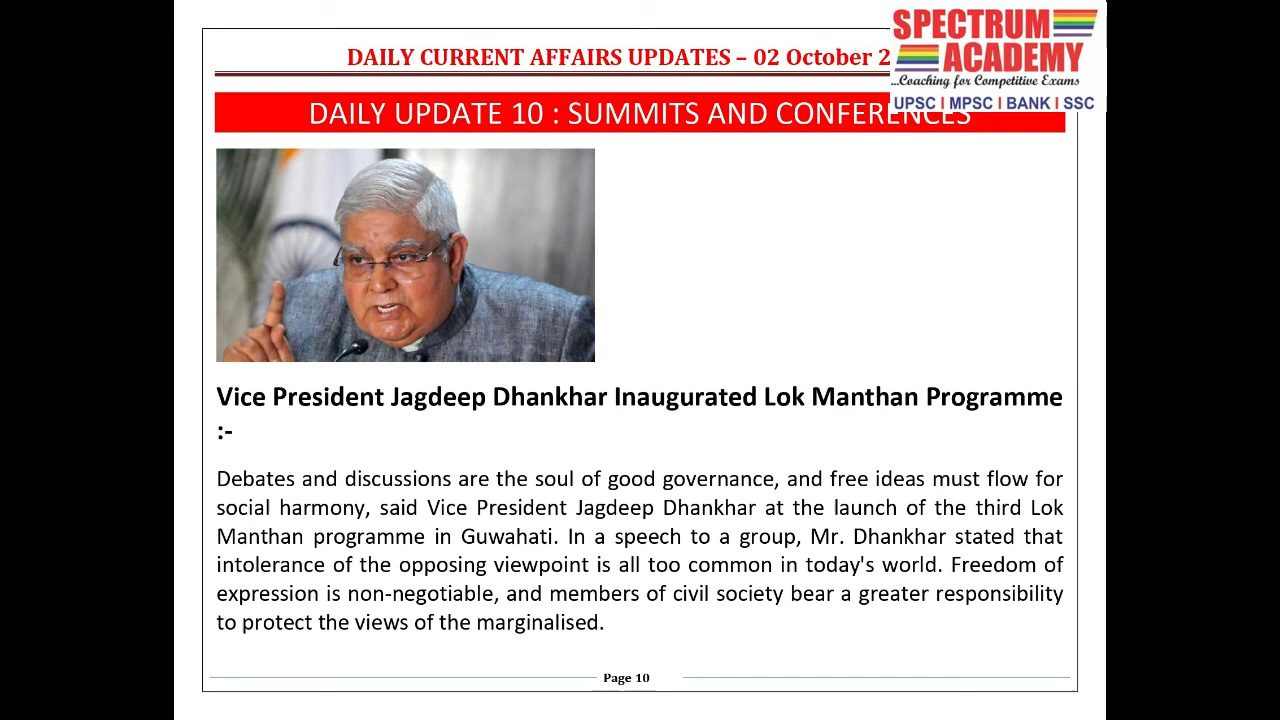 SPECTRUM
ACADEMY
...Coaching for Competitive Exams
UPSC | MPSC | BANK | SSC
DAILY CURRENT AFFAIRS UPDATES – 02 October 2
DAILY UPDATE 10 : SUMMITS AND CONFERENCES
Vice President Jagdeep Dhankhar Inaugurated Lok Manthan Programme
:-
Debates and discussions are the soul of good governance, and free ideas must flow for
social harmony, said Vice President Jagdeep Dhankhar at the launch of the third Lok
Manthan programme in Guwahati. In a speech to a group, Mr. Dhankhar stated that
intolerance of the opposing viewpoint is all too common in today's world. Freedom of
expression is non-negotiable, and members of civil society bear a greater responsibility
to protect the views of the marginalised.
Page 10